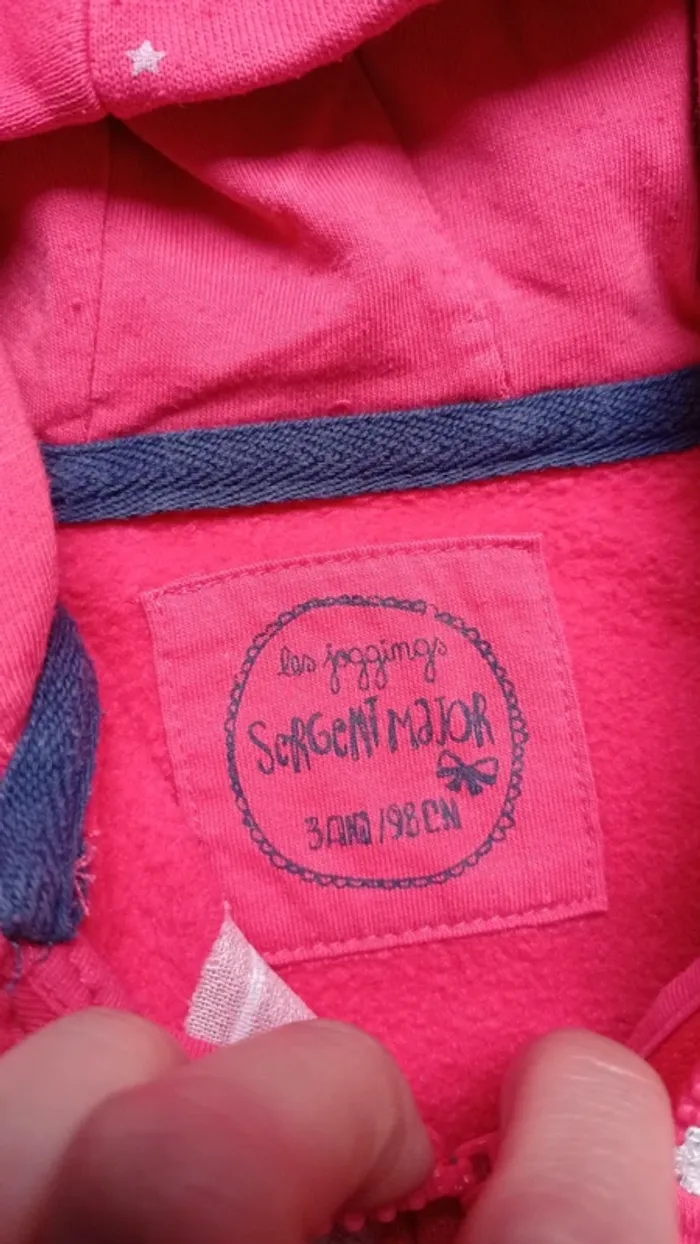 les joggings
SERGENT MAJOR
3 ANS /98 CM